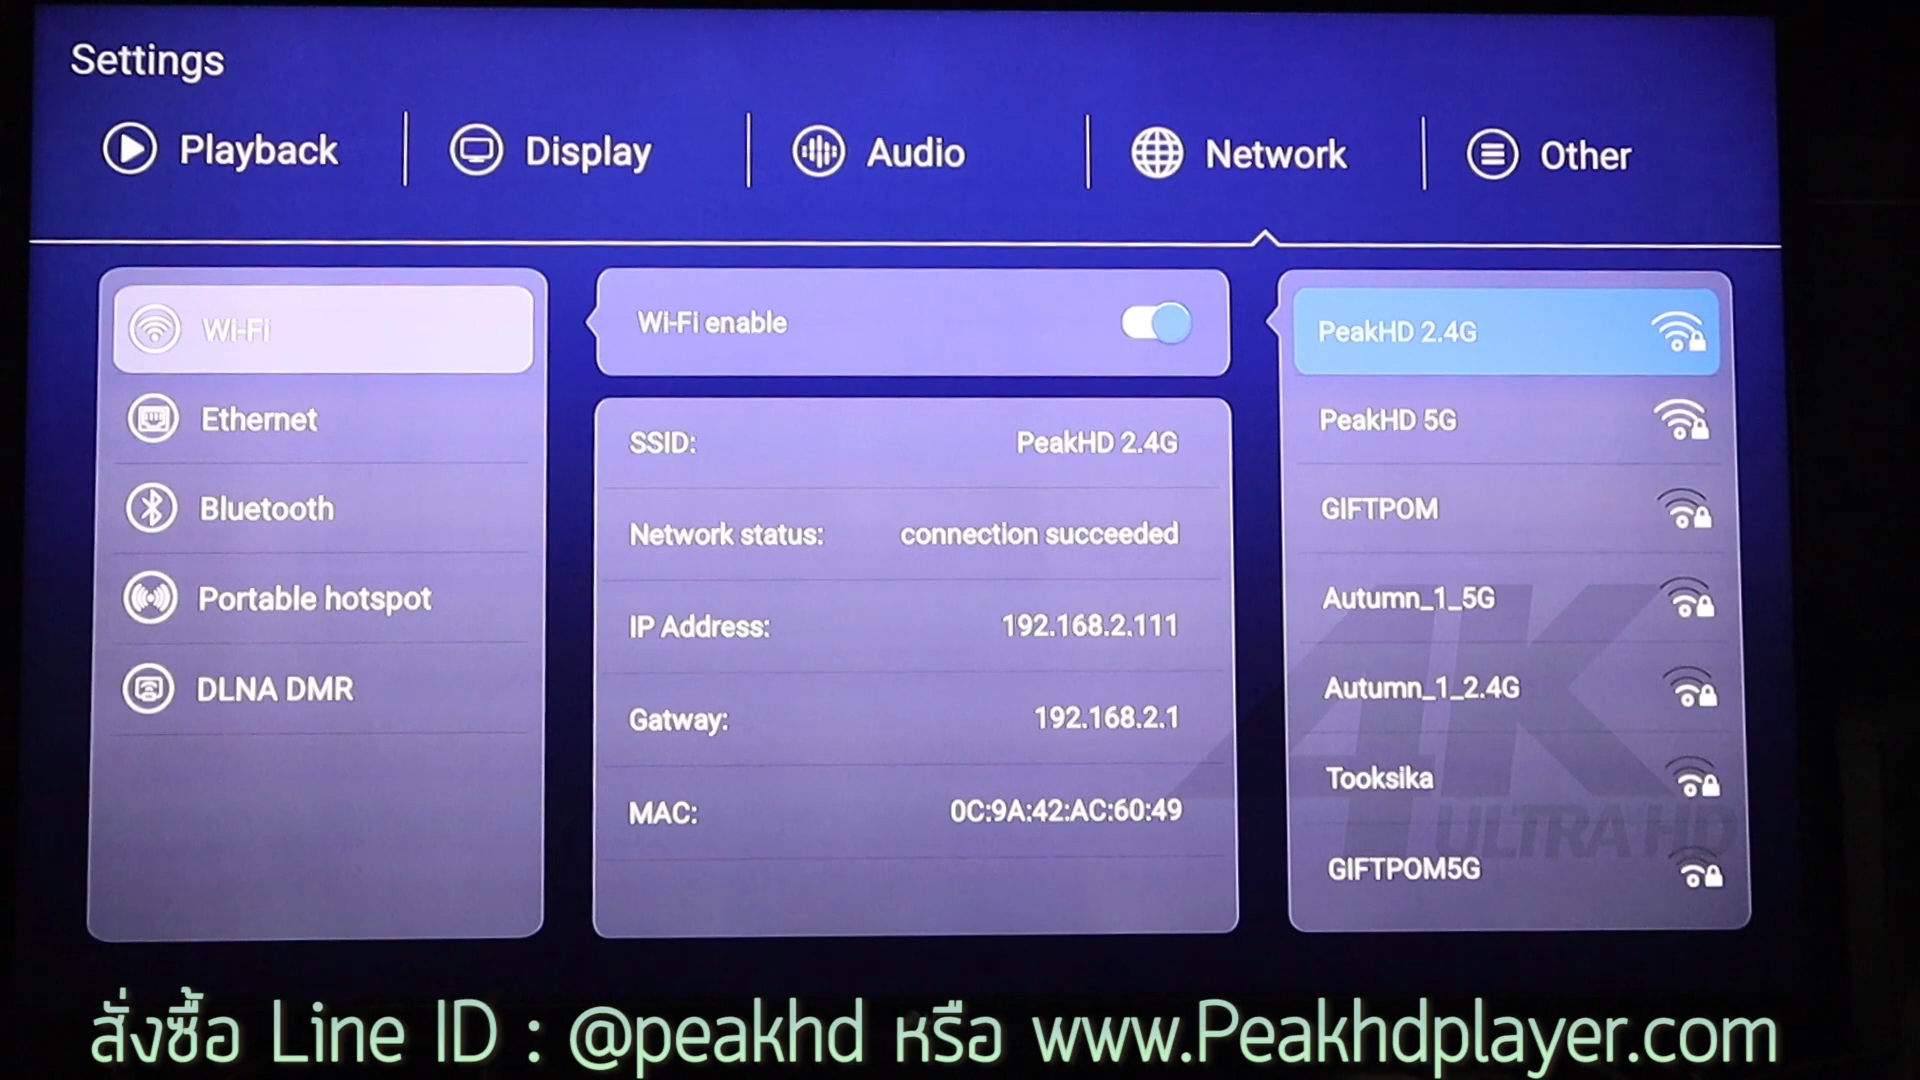 Settings
Playback
Display
Audio
Network
Other
Wi-Fi
Ethernet
Bluetooth
Portable hotspot
DLNA DMR
Wi-Fi enable
SSID: PeakHD 2.4G
Network status: connection succeeded
IP Address: 192.168.2.111
Gatway: 192.168.2.1
MAC: 0C:9A:42:AC:60:49
PeakHD 2.4G
PeakHD 5G
GIFTPOM
Autumn_1_5G
Autumn_1_2.4G
Tooksika
GIFTPOM5G
4K
ULTRA HD
สั่งซื้อ Line ID : @peakhd หรือ www.Peakhdplayer.com